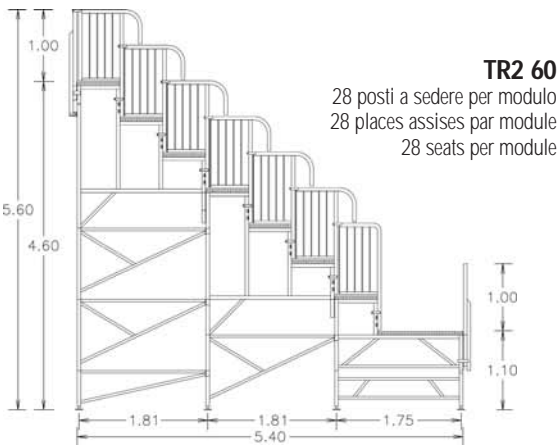 1.00
TR2 60
28 posti a sedere per modulo
28 places assises par module
28 seats per module
5.60
4.60
1.00
1.10
1.81
1.81
1.75
5.40